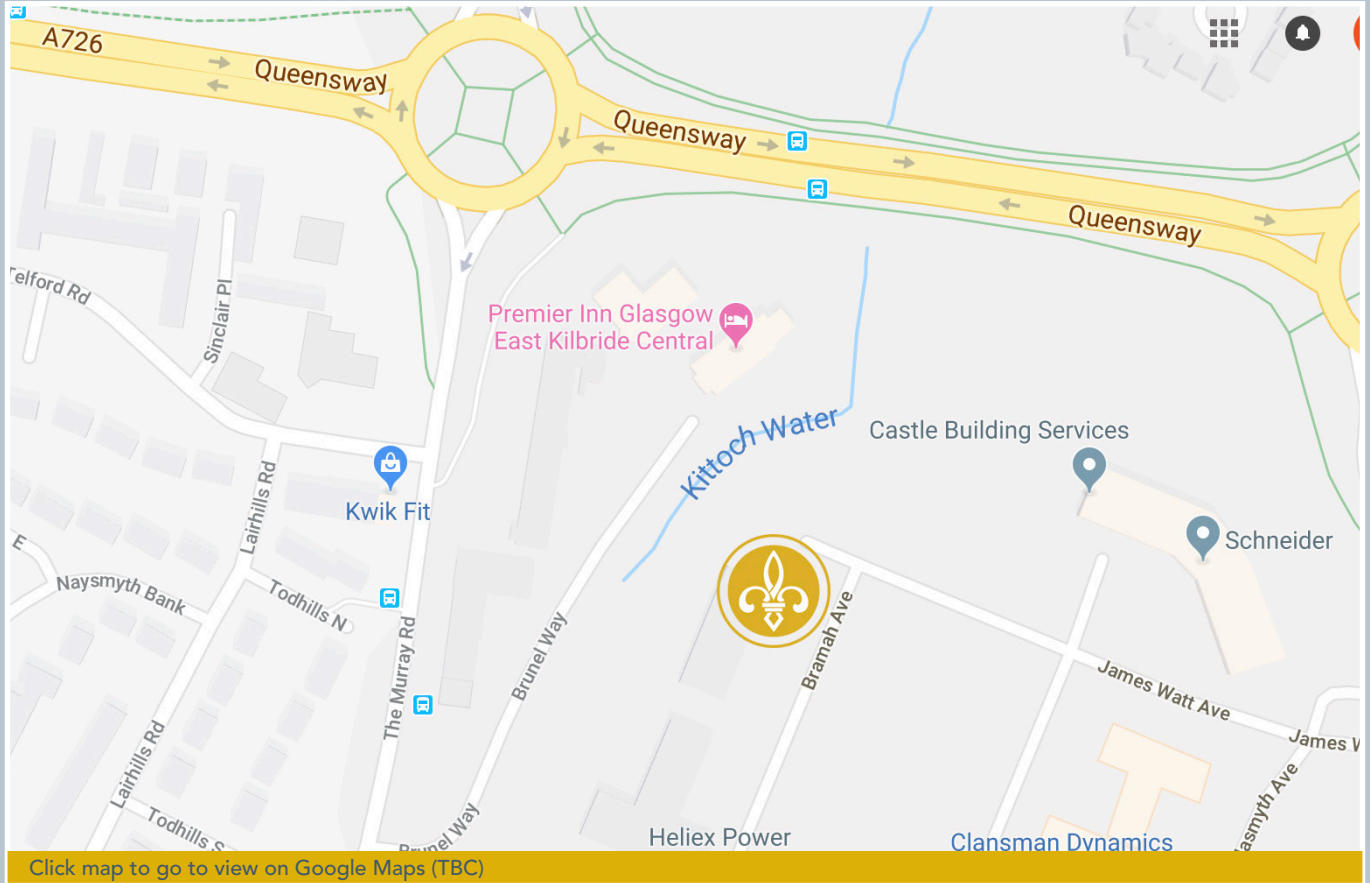 A726
Queensway
Queensway
Queensway
Telford Rd
Sinclair Pl
Premier Inn Glasgow
East Kilbride Central
Kittoch Water
Castle Building Services
Schneider
Kwik Fit
Lairhills Rd
E
Naysmyth Bank
Todhills N
The Murray Rd
Brunel Way
Bramah Ave
James Watt Ave
James W
Lairhills Rd
Todhills S
Brunel Way
Heliex Power
Clansman Dynamics
asmyth Ave
Click map to go to view on Google Maps (TBC)